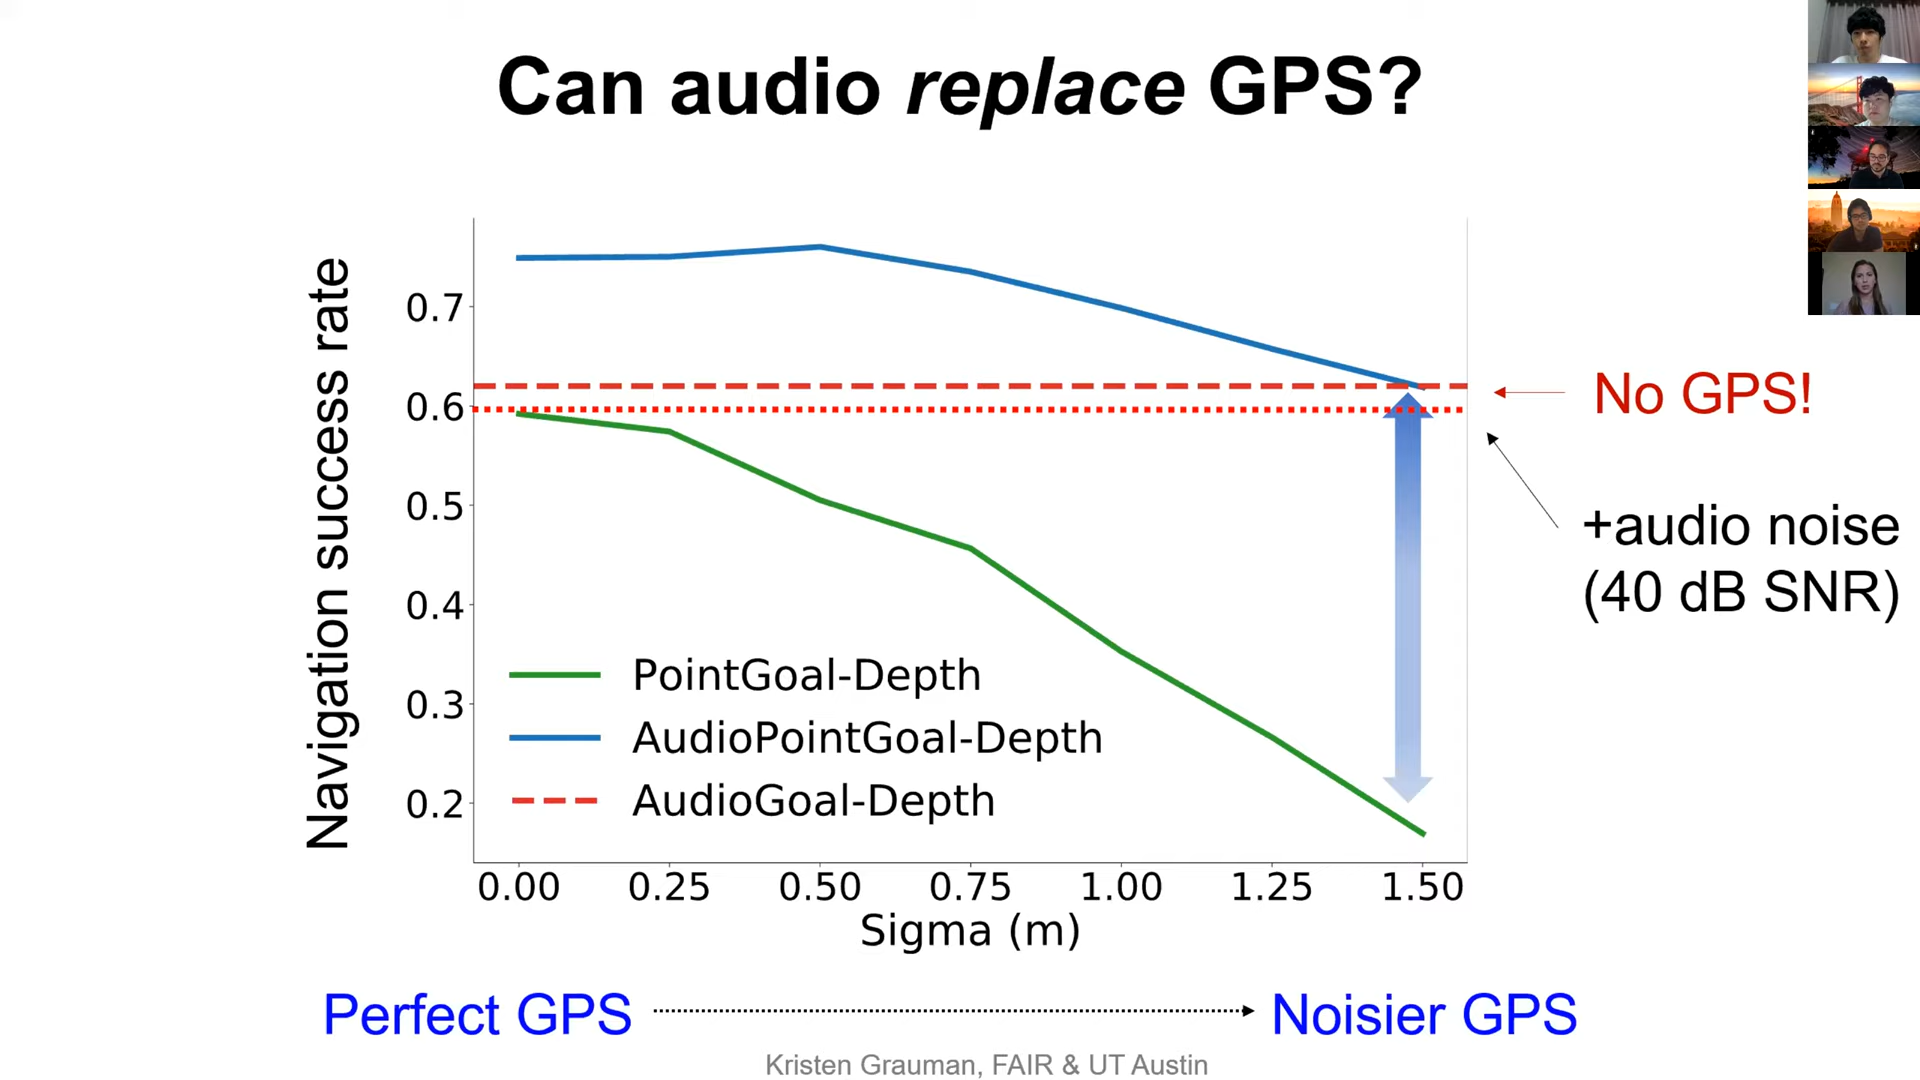 Can audio replace GPS?
Navigation success rate
0.7
0.6
0.5
0.4
0.3
0.2
PointGoal-Depth
AudioPointGoal-Depth
AudioGoal-Depth
0.00 0.25 0.50 0.75 1.00 1.25 1.50
Sigma (m)
No GPS!
+audio noise
(40 dB SNR)
Perfect GPS
Noisier GPS
Kristen Grauman, FAIR & UT Austin